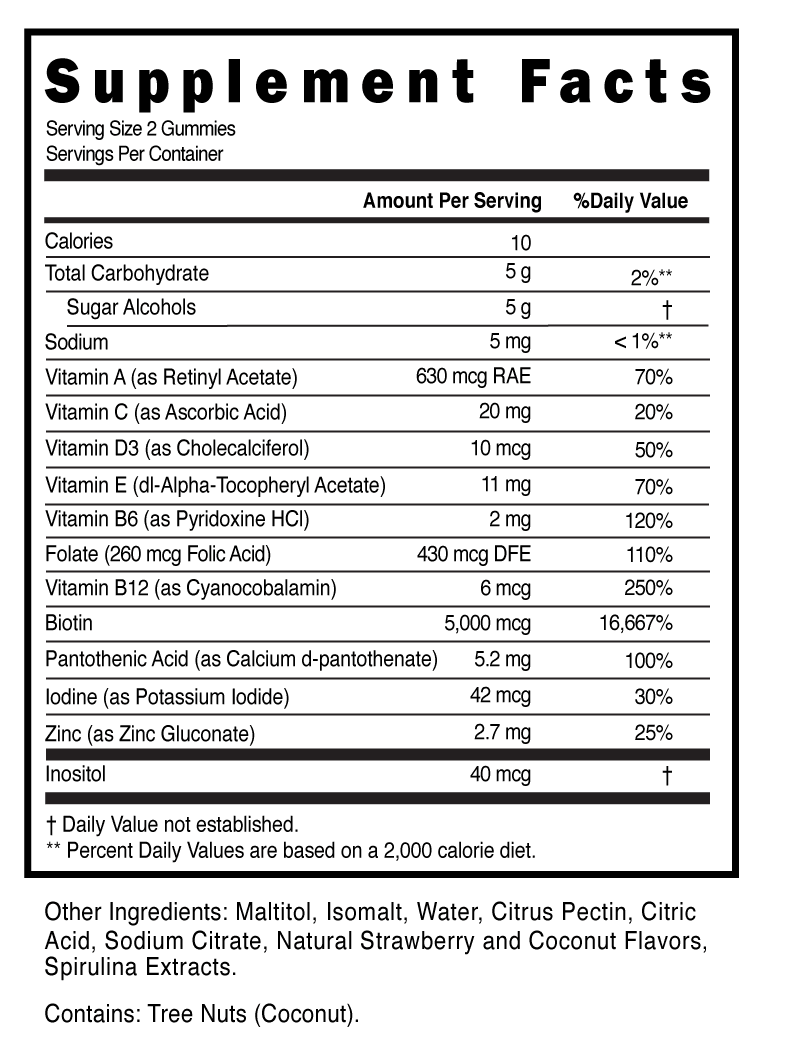 Supplement Facts
Serving Size 2 Gummies
Servings Per Container
Amount Per Serving %Daily Value
Calories 10
Total Carbohydrate 5 g 2%**
Sugar Alcohols 5 g †
Sodium 5 mg < 1%**
Vitamin A (as Retinyl Acetate) 630 mcg RAE 70%
Vitamin C (as Ascorbic Acid) 20 mg 20%
Vitamin D3 (as Cholecalciferol) 10 mcg 50%
Vitamin E (dl-Alpha-Tocopheryl Acetate) 11 mg 70%
Vitamin B6 (as Pyridoxine HCl) 2 mg 120%
Folate (260 mcg Folic Acid) 430 mcg DFE 110%
Vitamin B12 (as Cyanocobalamin) 6 mcg 250%
Biotin 5,000 mcg 16,667%
Pantothenic Acid (as Calcium d-pantothenate) 5.2 mg 100%
Iodine (as Potassium Iodide) 42 mcg 30%
Zinc (as Zinc Gluconate) 2.7 mg 25%
Inositol 40 mcg †
† Daily Value not established.
** Percent Daily Values are based on a 2,000 calorie diet.
Other Ingredients: Maltitol, Isomalt, Water, Citrus Pectin, Citric
Acid, Sodium Citrate, Natural Strawberry and Coconut Flavors,
Spirulina Extracts.
Contains: Tree Nuts (Coconut).